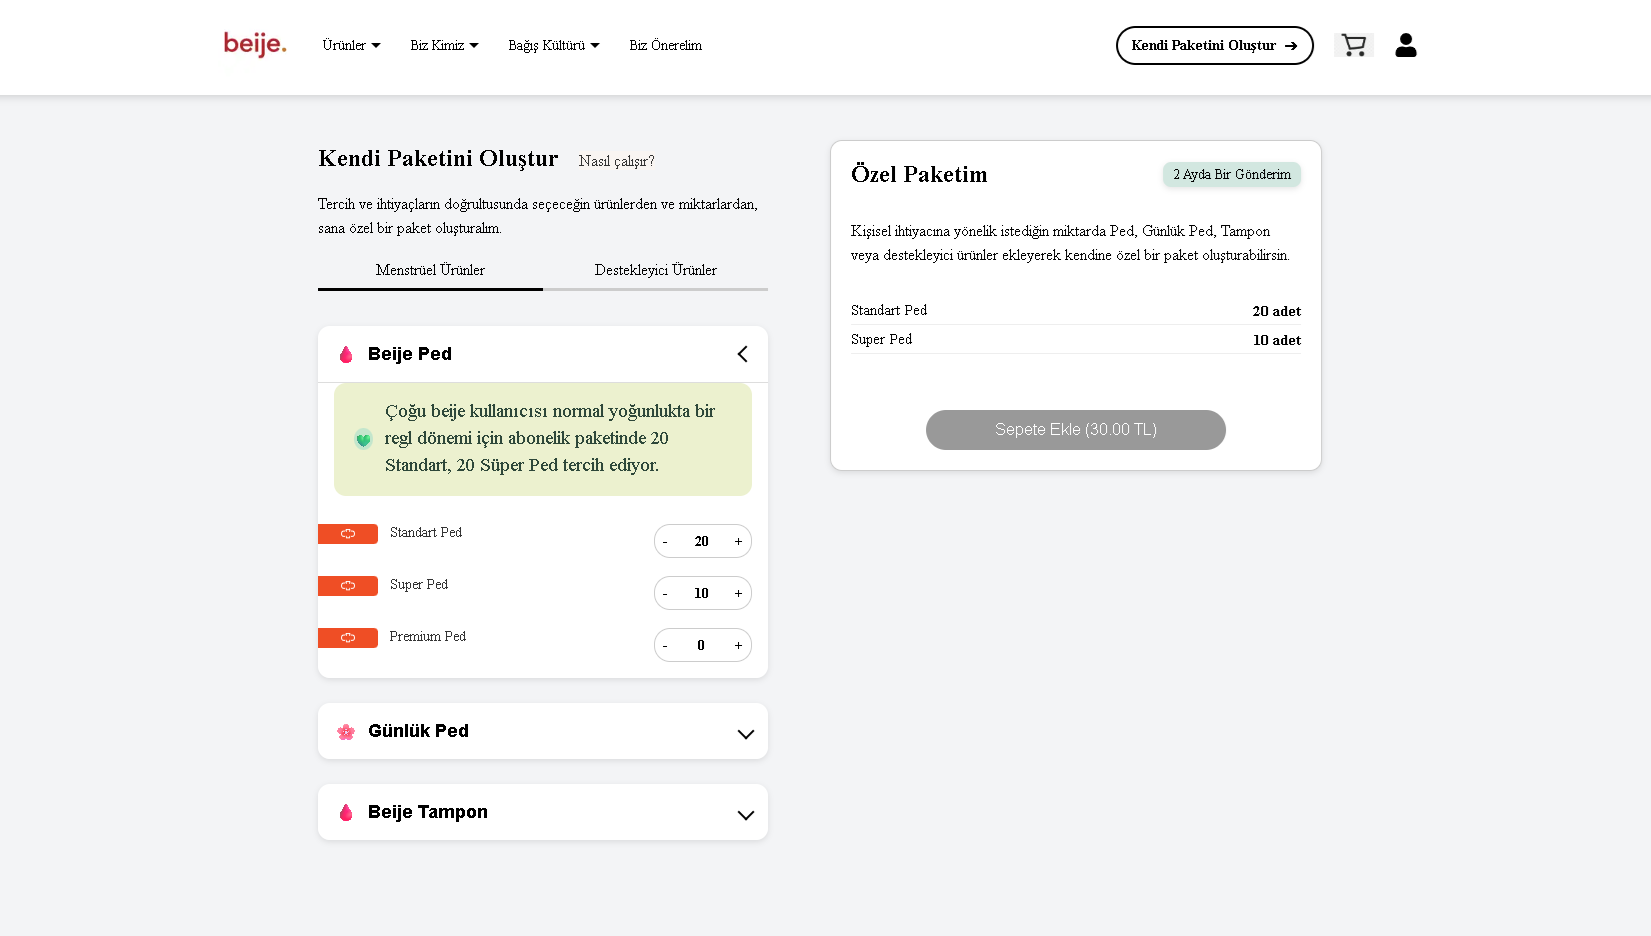 beije.
Ürünler
Biz Kimiz
Bağış Kültürü
Biz Önerelim
Kendi Paketini Oluştur →
Kendi Paketini Oluştur
Nasıl çalışır?
Tercih ve ihtiyaçların doğrultusunda seçeceğin ürünlerden ve miktarlardan,
sana özel bir paket oluşturalım.
Menstrüel Ürünler
Destekleyici Ürünler
Beije Ped
Çoğu beije kullanıcısı normal yoğunlukta bir
regl dönemi için abonelik paketinde 20
Standart, 20 Süper Ped tercih ediyor.
Standart Ped
- 20 +
Super Ped
- 10 +
Premium Ped
- 0 +
Günlük Ped
Beije Tampon
Özel Paketim
2 Ayda Bir Gönderim
Kişisel ihtiyacına yönelik istediğin miktarda Ped, Günlük Ped, Tampon
veya destekleyici ürünler ekleyerek kendine özel bir paket oluşturabilirsin.
Standart Ped 20 adet
Super Ped 10 adet
Sepete Ekle (30.00 TL)